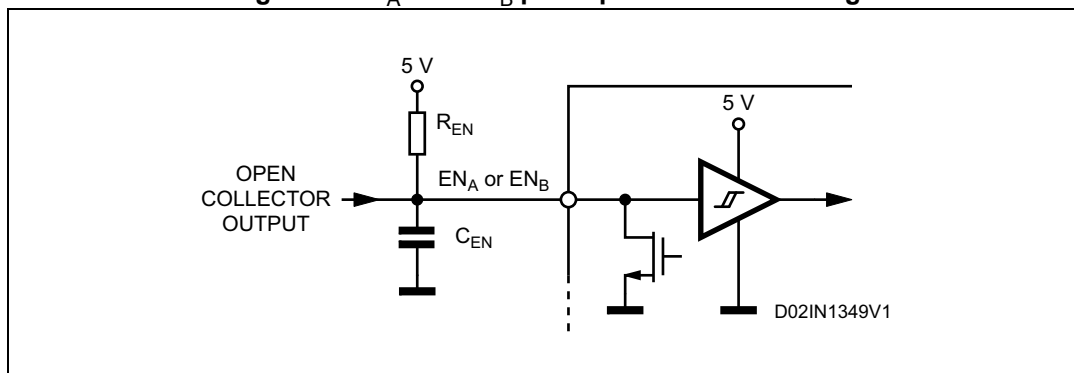 5 V
R_EN
5 V
OPEN
COLLECTOR
OUTPUT
EN_A or EN_B
C_EN
D02IN1349V1